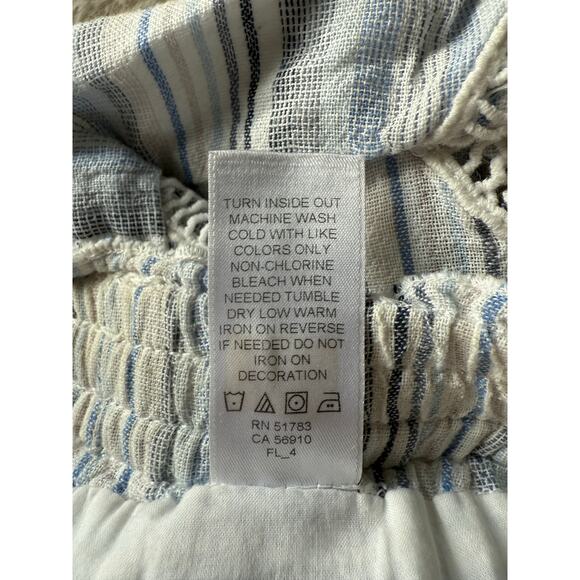 TURN INSIDE OUT
MACHINE WASH
COLD WITH LIKE
COLORS ONLY
NON-CHLORINE
BLEACH WHEN
NEEDED TUMBLE
DRY LOW WARM
IRON ON REVERSE
IF NEEDED DO NOT
IRON ON
DECORATION
RN 51783
CA 56910
FL_4